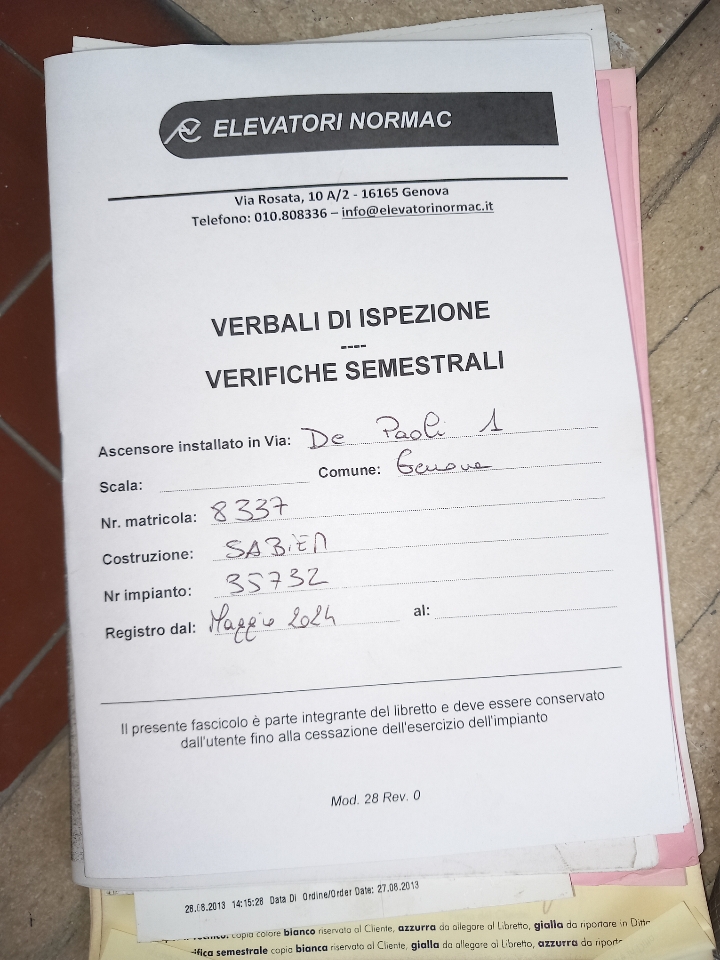 ELEVATORI NORMAC
Via Rosata, 10 A/2 - 16165 Genova
Telefono: 010.808336 – info@elevatorinormac.it
VERBALI DI ISPEZIONE
----
VERIFICHE SEMESTRALI
Ascensore installato in Via: De Paoli 1
Scala: Comune: Genova
Nr. matricola: 8337
Costruzione: SABIEM
Nr impianto: 35732
Registro dal: Maggio 2024 al:
Il presente fascicolo è parte integrante del libretto e deve essere conservato
dall'utente fino alla cessazione dell'esercizio dell'impianto
Mod. 28 Rev. 0
28.08.2013 14:15:28 Data Di Ordine/Order Date: 27.08.2013
copia colore bianco riservato al Cliente, azzurra da allegare al Libretto, gialla da riportare in Ditta
semestrale copia bianca riservato al Cliente, gialla da allegare al Libretto, azzurra da